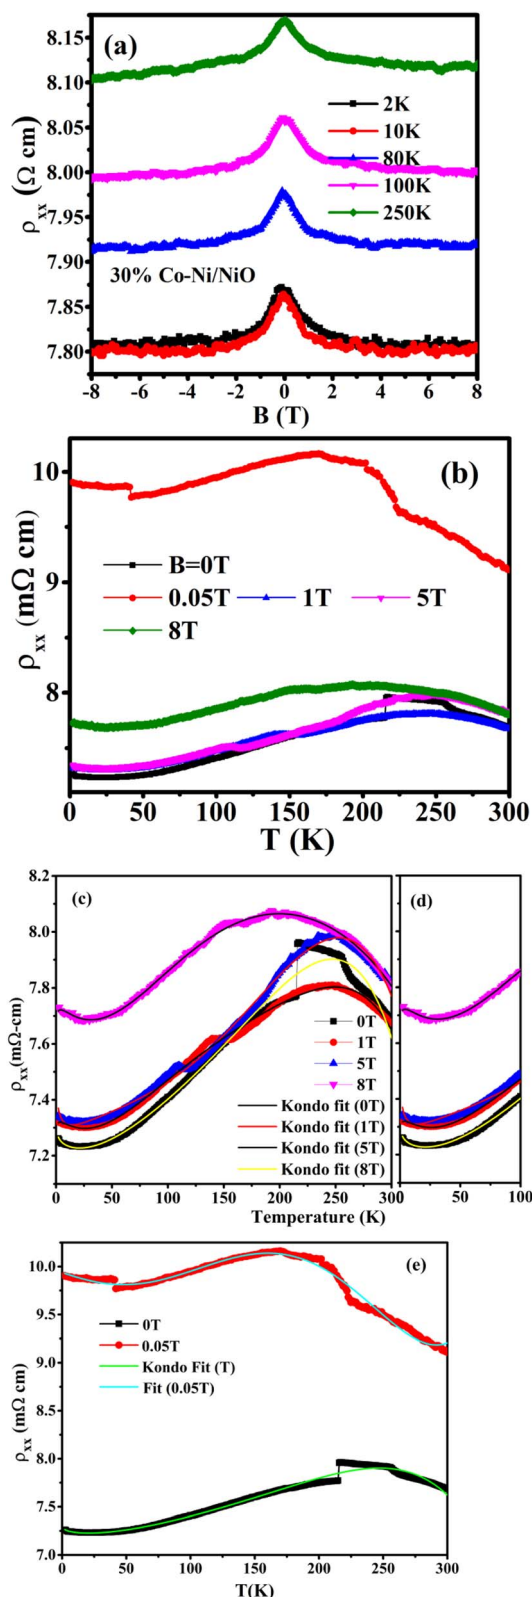 (a)
8.15
8.10
8.05
8.00
7.95
7.90
7.85
7.80
ρxx (Ω cm)
2K
10K
80K
100K
250K
30% Co-Ni/NiO
-8 -6 -4 -2 0 2 4 6 8
B (T)
(b)
10
9
8
ρxx (mΩ cm)
B=0T
0.05T 1T 5T
8T
0 50 100 150 200 250 300
T (K)
(c)
8.2
8.0
7.8
7.6
7.4
7.2
ρxx(mΩ-cm)
0T
1T
5T
8T
Kondo fit (0T)
Kondo fit (1T)
Kondo fit (5T)
Kondo fit (8T)
0 50 100 150 200 250 300
Temperature (K)
(d)
50 100
(e)
10.0
9.5
9.0
8.5
8.0
7.5
7.0
ρxx (mΩ cm)
0T
0.05T
Kondo Fit (T)
Fit (0.05T)
0 50 100 150 200 250 300
T(K)